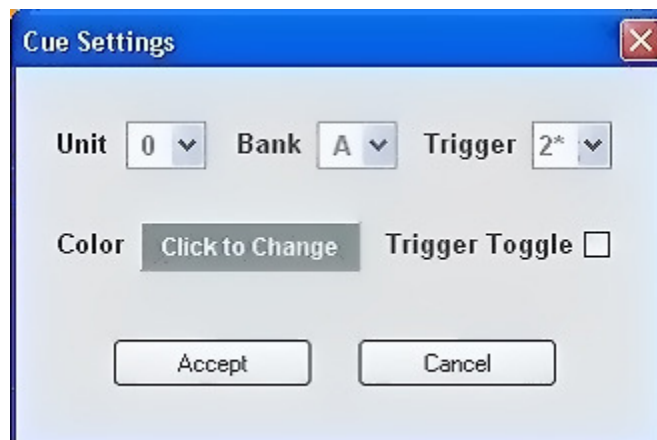 Cue Settings
Unit 0 Bank A Trigger 2*
Color Click to Change Trigger Toggle
Accept Cancel